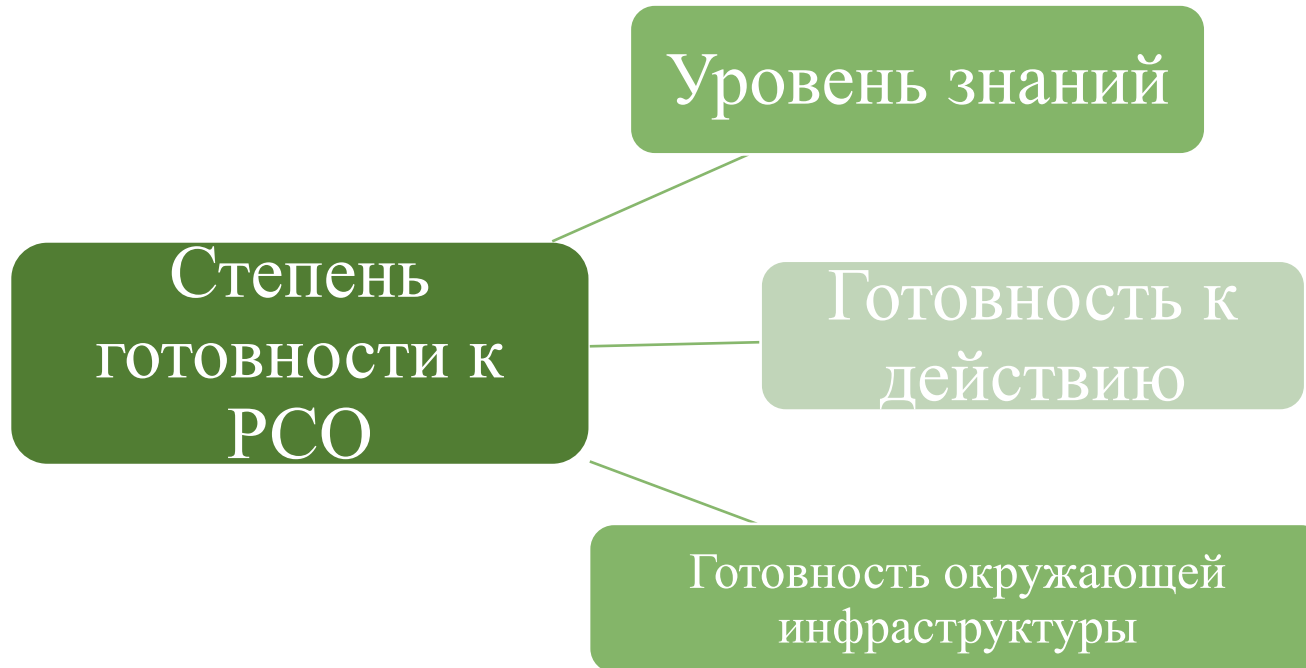 Уровень знаний
Степень
готовности к
РСО
Готовность к
действию
Готовность окружающей
инфраструктуры